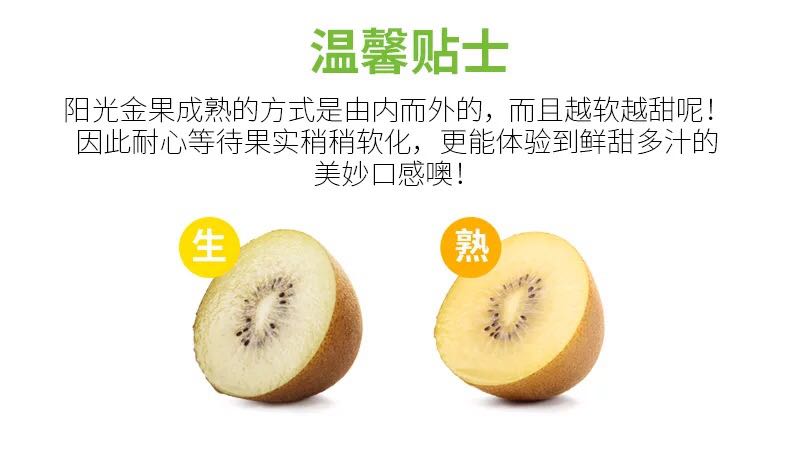 温馨贴士
阳光金果成熟的方式是由内而外的，而且越软越甜呢！
因此耐心等待果实稍稍软化，更能体验到鲜甜多汁的
美妙口感噢！
生
熟